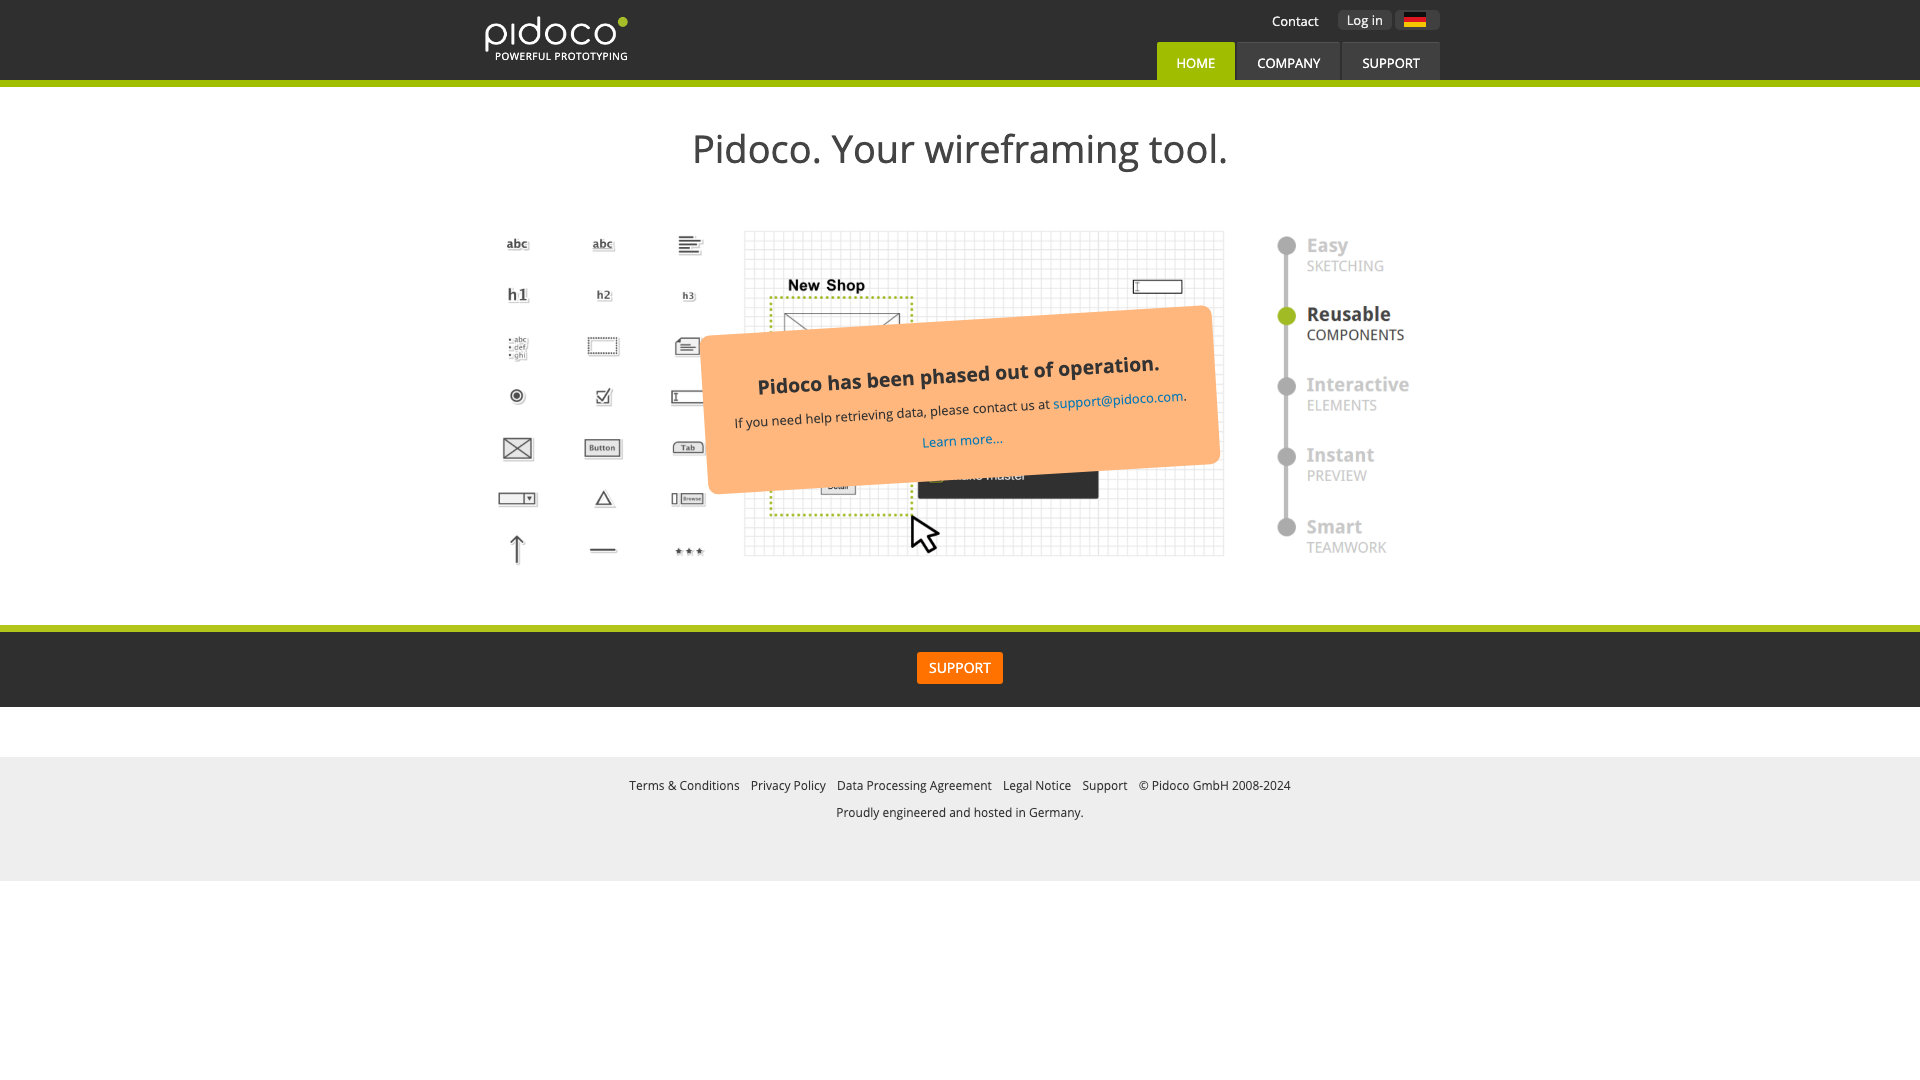 pidoco
POWERFUL PROTOTYPING
Contact
Log in
HOME
COMPANY
SUPPORT
Pidoco. Your wireframing tool.
abc
abc
h1
h2
h3
abc
def
ghi
Button
Tab
Browse
New Shop
Pidoco has been phased out of operation.
If you need help retrieving data, please contact us at support@pidoco.com.
Learn more...
Easy
SKETCHING
Reusable
COMPONENTS
Interactive
ELEMENTS
Instant
PREVIEW
Smart
TEAMWORK
SUPPORT
Terms & Conditions Privacy Policy Data Processing Agreement Legal Notice Support © Pidoco GmbH 2008-2024
Proudly engineered and hosted in Germany.